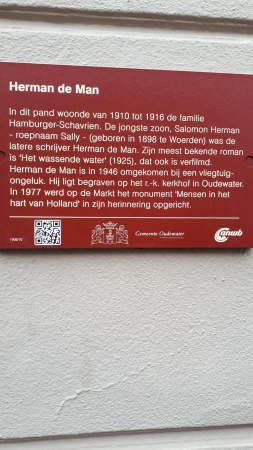 Herman de Man
In dit pand woonde van 1910 tot 1916 de familie
Hamburger-Schavrien. De jongste zoon, Salomon Herman
- roepnaam Sally - (geboren in 1898 te Woerden) was de
latere schrijver Herman de Man. Zijn meest bekende roman
is 'Het wassende water' (1925), dat ook is verfilmd.
Herman de Man is in 1946 omgekomen bij een vliegtuig-
ongeluk. Hij ligt begraven op het r.-k. kerkhof in Oudewater.
In 1977 werd op de Markt het monument 'Mensen in het
hart van Holland' in zijn herinnering opgericht.
Gemeente Oudewater
anwb